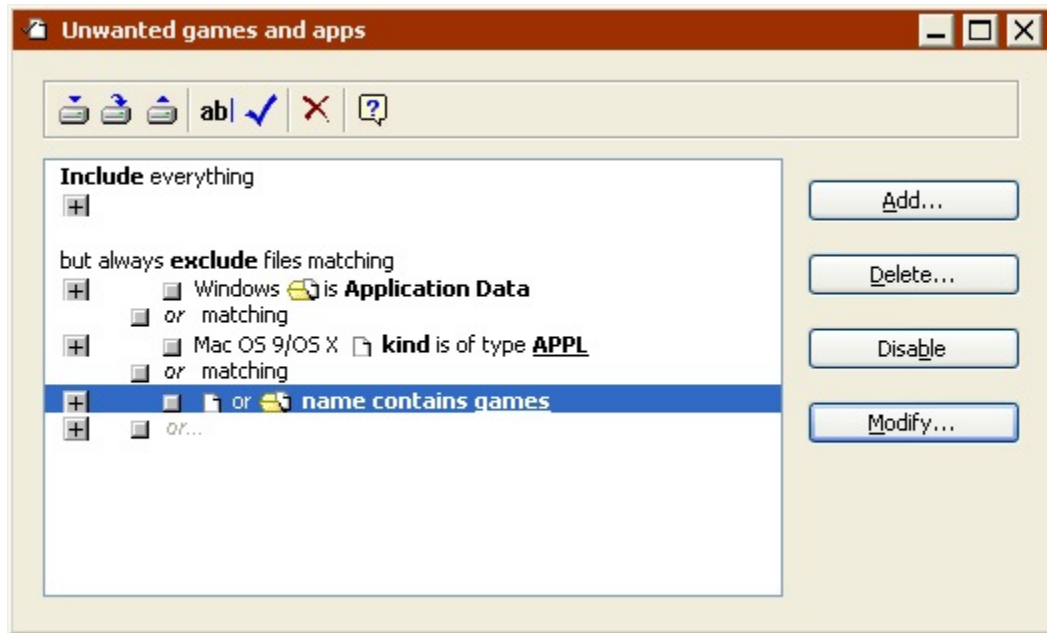 Unwanted games and apps
ab|
Include everything
but always exclude files matching
Windows is Application Data
or matching
Mac OS 9/OS X kind is of type APPL
or matching
or name contains games
or...
Add...
Delete...
Disable
Modify...